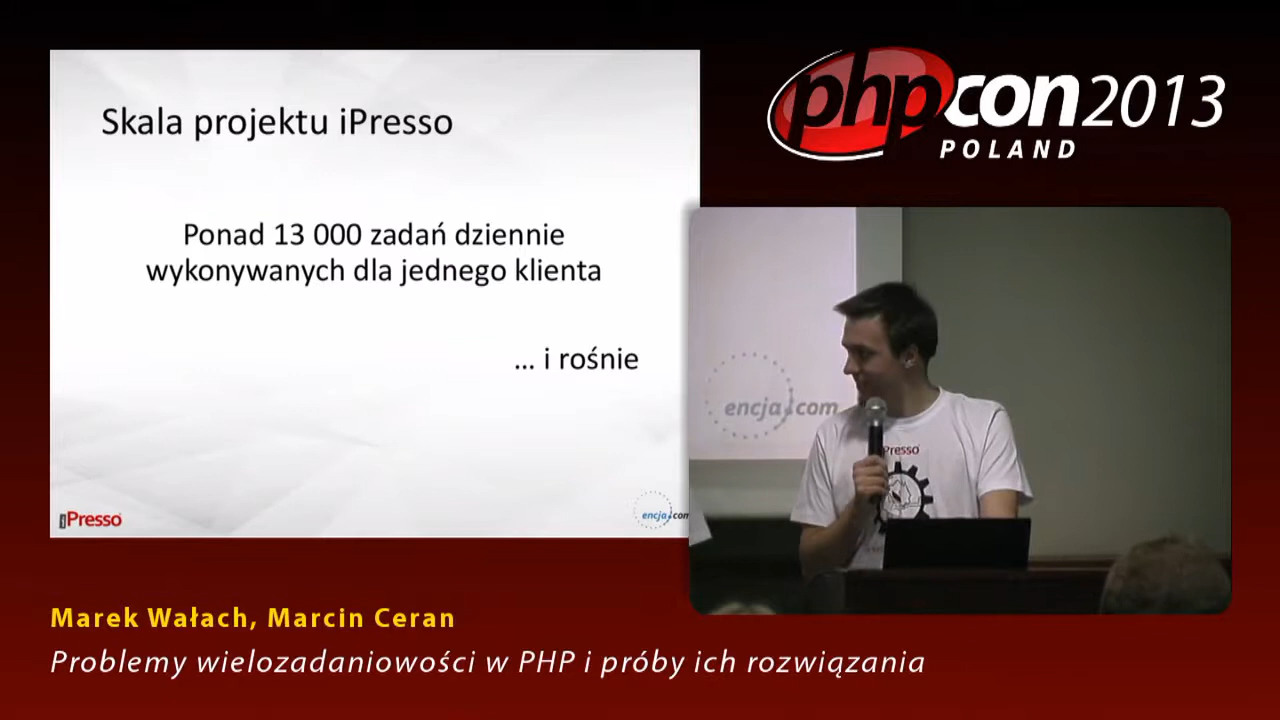 Skala projektu iPresso
Ponad 13 000 zadań dziennie
wykonywanych dla jednego klienta
... i rośnie
iPresso
encja.com
phpcon2013
POLAND
encja.com
iPresso
Marek Wałach, Marcin Ceran
Problemy wielozadaniowości w PHP i próby ich rozwiązania